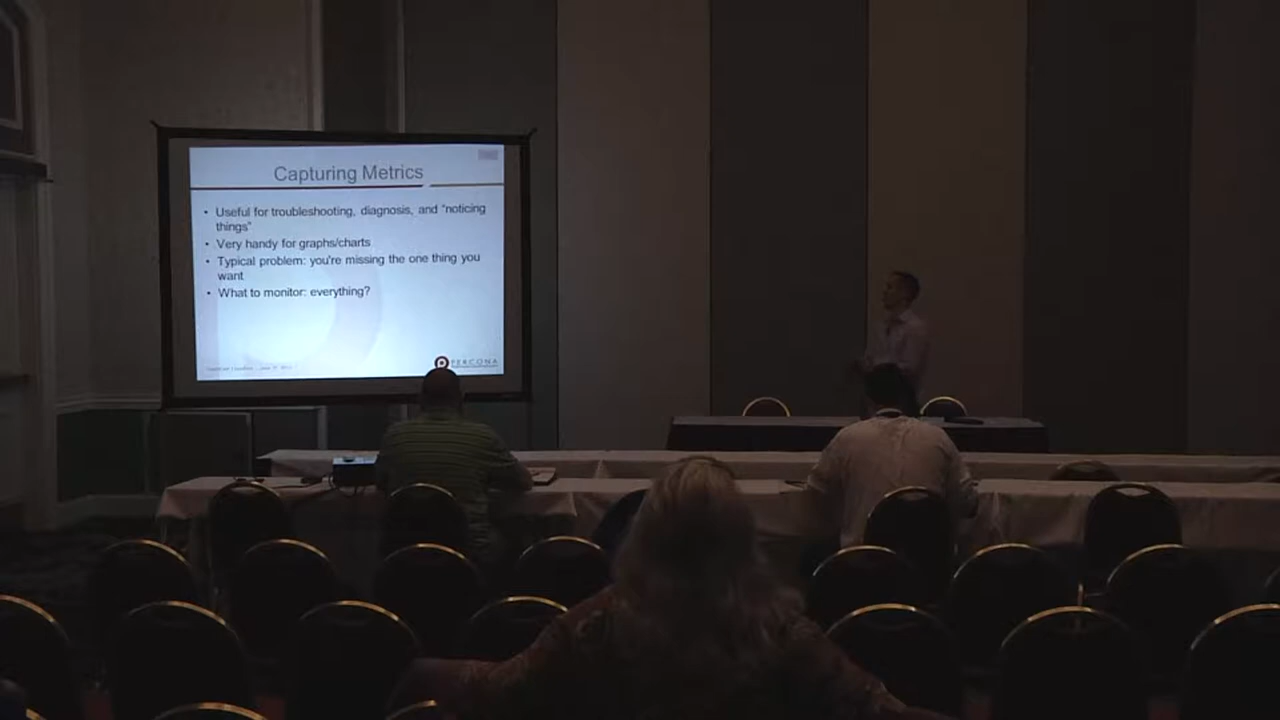 Capturing Metrics
• Useful for troubleshooting, diagnosis, and "noticing
things"
• Very handy for graphs/charts
• Typical problem: you're missing the one thing you
want
• What to monitor: everything?
PERCONA